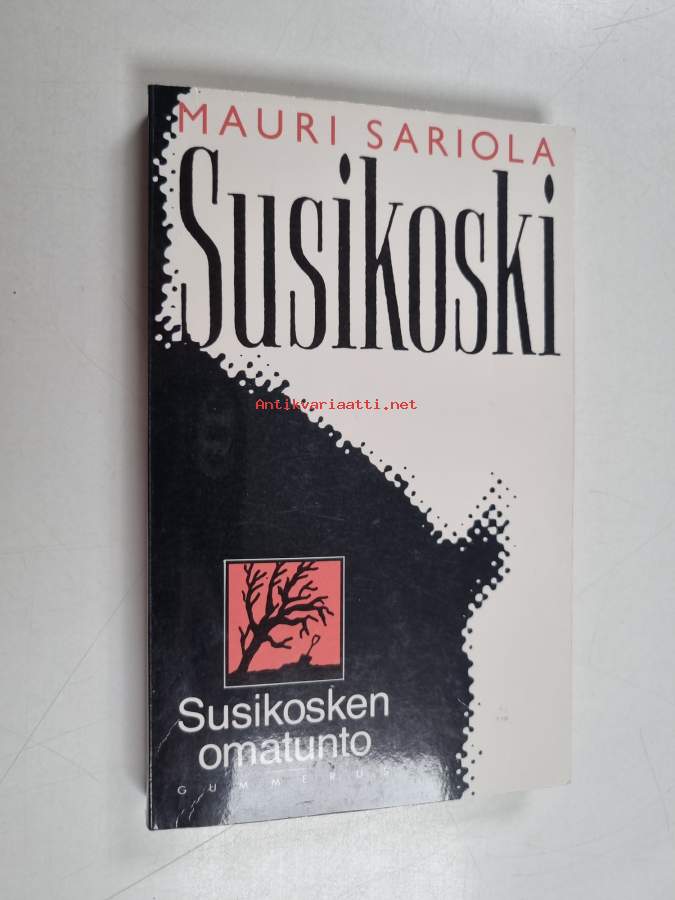 MAURI SARIOLA
Susikoski
Antikvariaatti.net
Susikosken
omatunto
GUMMERUS